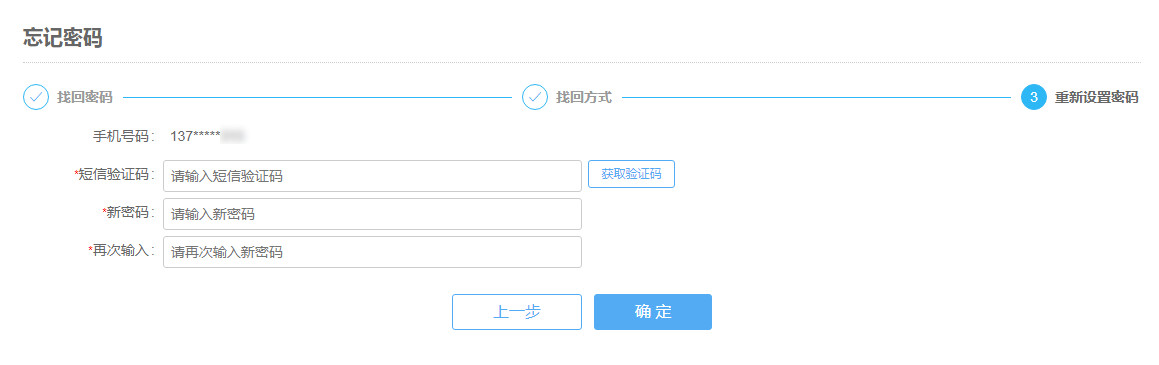 忘记密码
找回密码 找回方式 3 重新设置密码
手机号码: 137*****
*短信验证码: 请输入短信验证码 获取验证码
*新密码: 请输入新密码
*再次输入: 请再次输入新密码
上一步 确 定